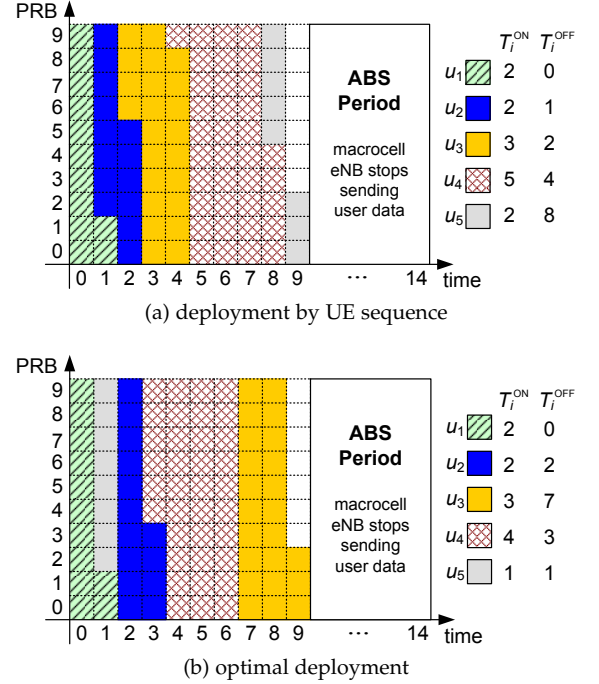 PRB
9
8
7
6
5
4
3
2
1
0
0 1 2 3 4 5 6 7 8 9 ... 14 time
ABS
Period
macrocell
eNB stops
sending
user data
T_i^ON T_i^OFF
u1 2 0
u2 2 1
u3 3 2
u4 5 4
u5 2 8
(a) deployment by UE sequence
PRB
9
8
7
6
5
4
3
2
1
0
0 1 2 3 4 5 6 7 8 9 ... 14 time
ABS
Period
macrocell
eNB stops
sending
user data
T_i^ON T_i^OFF
u1 2 0
u2 2 2
u3 3 7
u4 4 3
u5 1 1
(b) optimal deployment